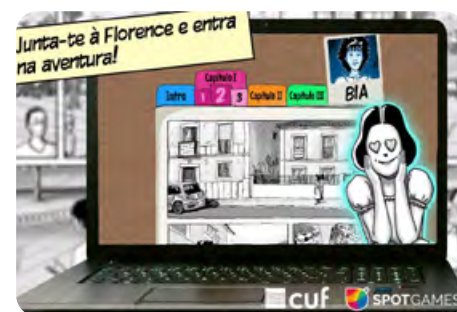 Junta-te à Florence e entra
na aventura!
Capítulo I
Intro 1 2 3 Capítulo II Capítulo III
BIA
cuf SPOTGAMES